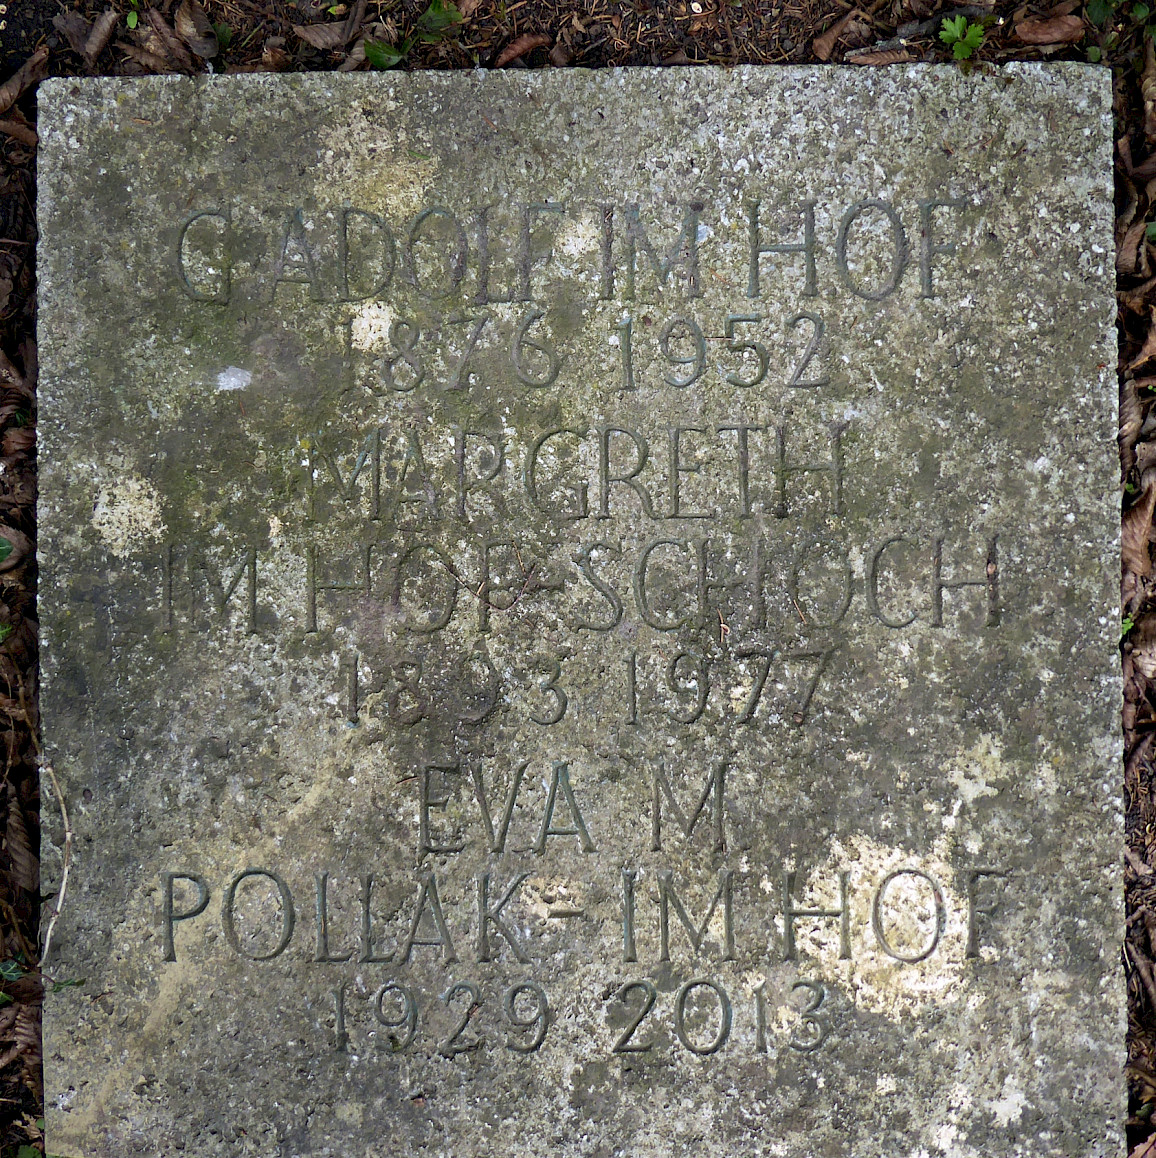 G ADOLF IM HOF
1876 1952
MARGRETH
IM HOF-SCHOCH
1893 1977
EVA M
POLLAK-IM HOF
1929 2013